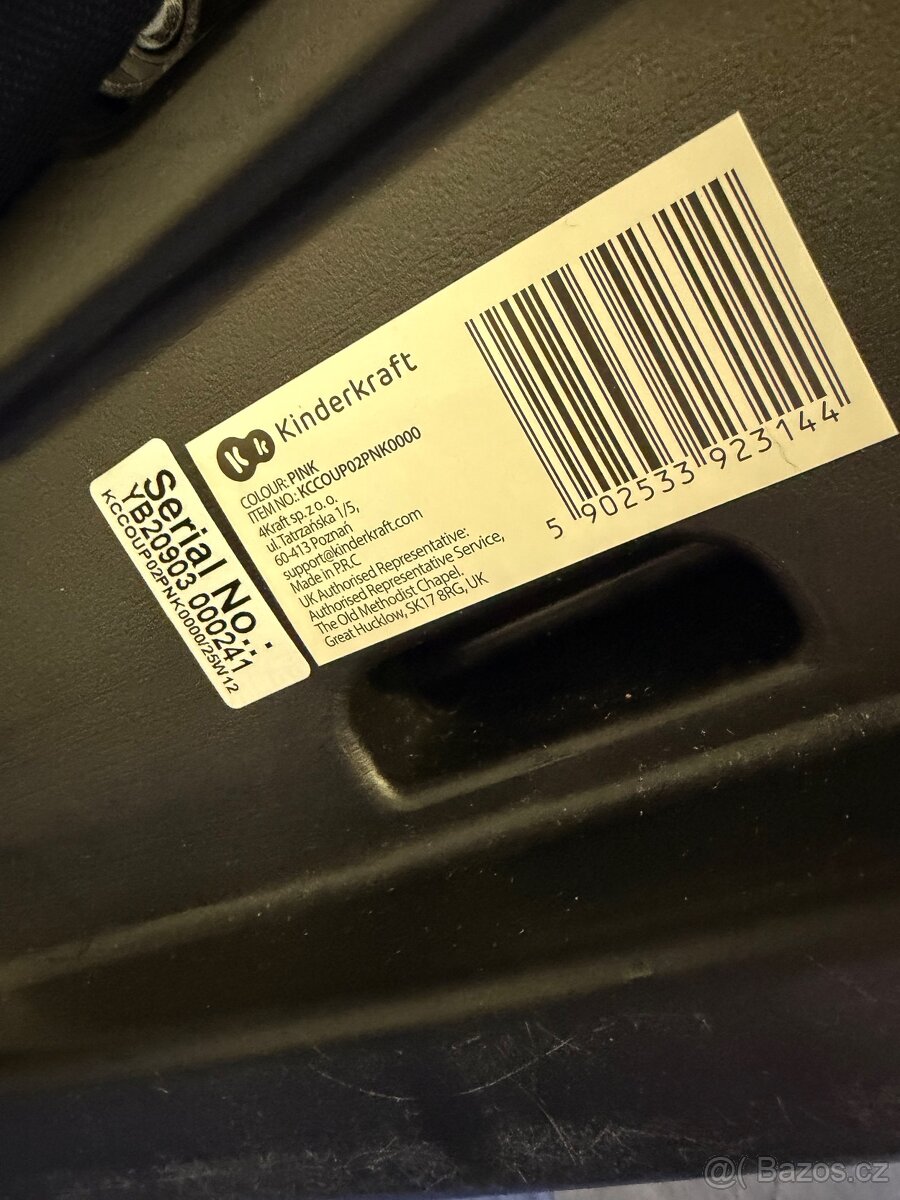 Kinderkraft
COLOUR: PINK
ITEM NO.: KCCOUP02PNK0000
4Kraft sp. z o. o.
ul. Tatrzańska 1/5,
60-413 Poznań
support@kinderkraft.com
Made in P.R.C
UK Authorised Representative:
Authorised Representative Service,
The Old Methodist Chapel.
Great Hucklow, SK17 8RG, UK
5 902533 923144
Serial No.:
YB20903 000241
KCCOUP02PNK0000/25W12
@( Bazos.cz